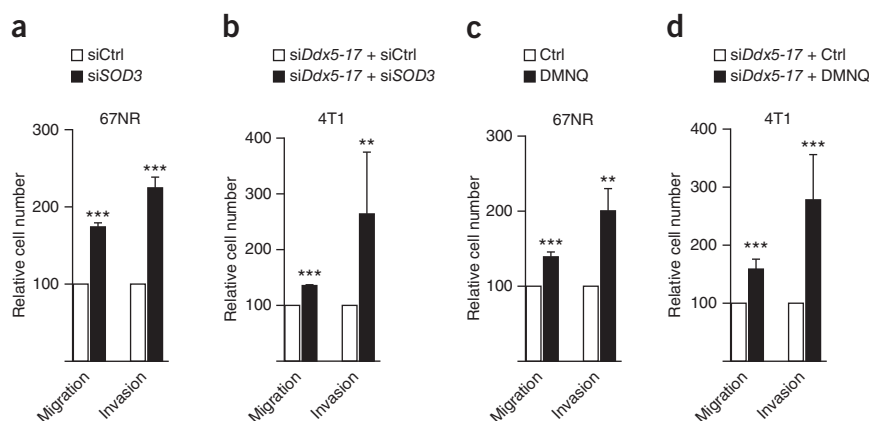 a
siCtrl
siSOD3
67NR
Relative cell number
300
200
100
***
***
Migration
Invasion
b
siDdx5-17 + siCtrl
siDdx5-17 + siSOD3
4T1
Relative cell number
400
300
200
100
***
**
Migration
Invasion
c
Ctrl
DMNQ
67NR
Relative cell number
300
200
100
***
**
Migration
Invasion
d
siDdx5-17 + Ctrl
siDdx5-17 + DMNQ
4T1
Relative cell number
400
300
200
100
***
***
Migration
Invasion